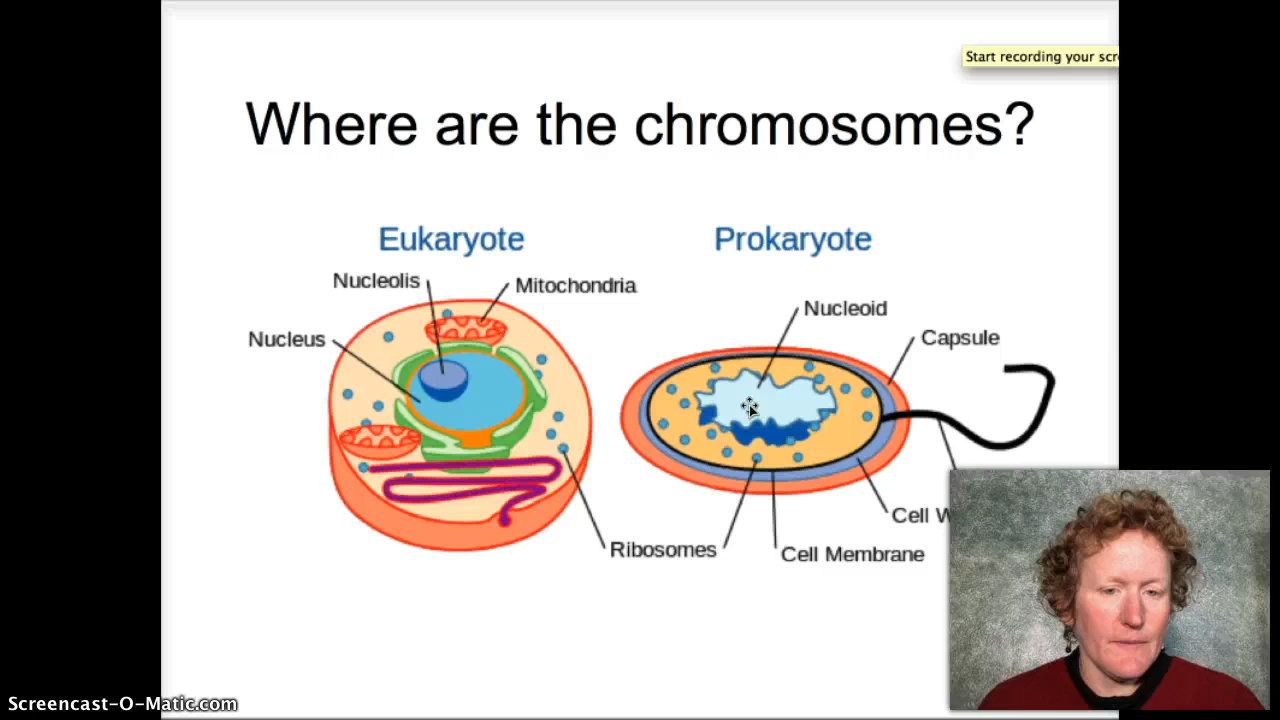 Start recording your scr
Where are the chromosomes?
Eukaryote
Prokaryote
Nucleolis
Mitochondria
Nucleus
Nucleoid
Capsule
Ribosomes
Cell Membrane
Cell W
Screencast-O-Matic.com